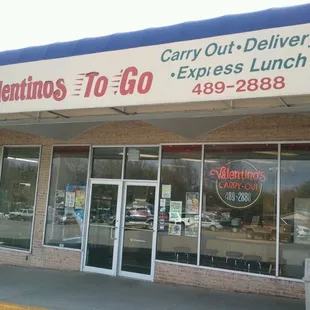 lentinos To Go
Carry Out • Delivery
• Express Lunch
489-2888
Valentino's
CARRY-OUT
489-2888